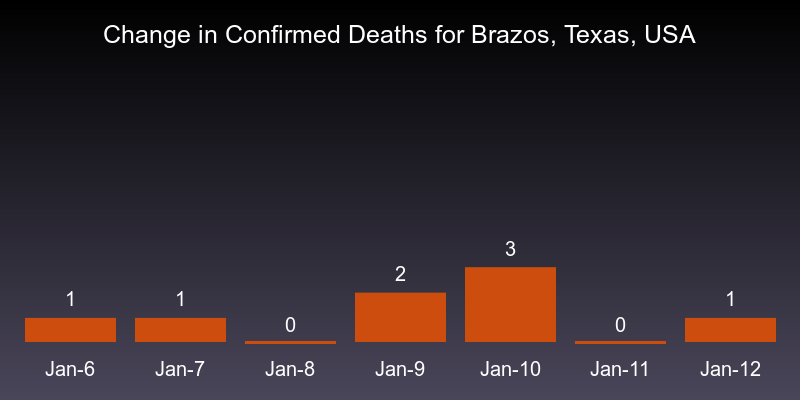 Change in Confirmed Deaths for Brazos, Texas, USA
1 1 0 2 3 0 1
Jan-6 Jan-7 Jan-8 Jan-9 Jan-10 Jan-11 Jan-12